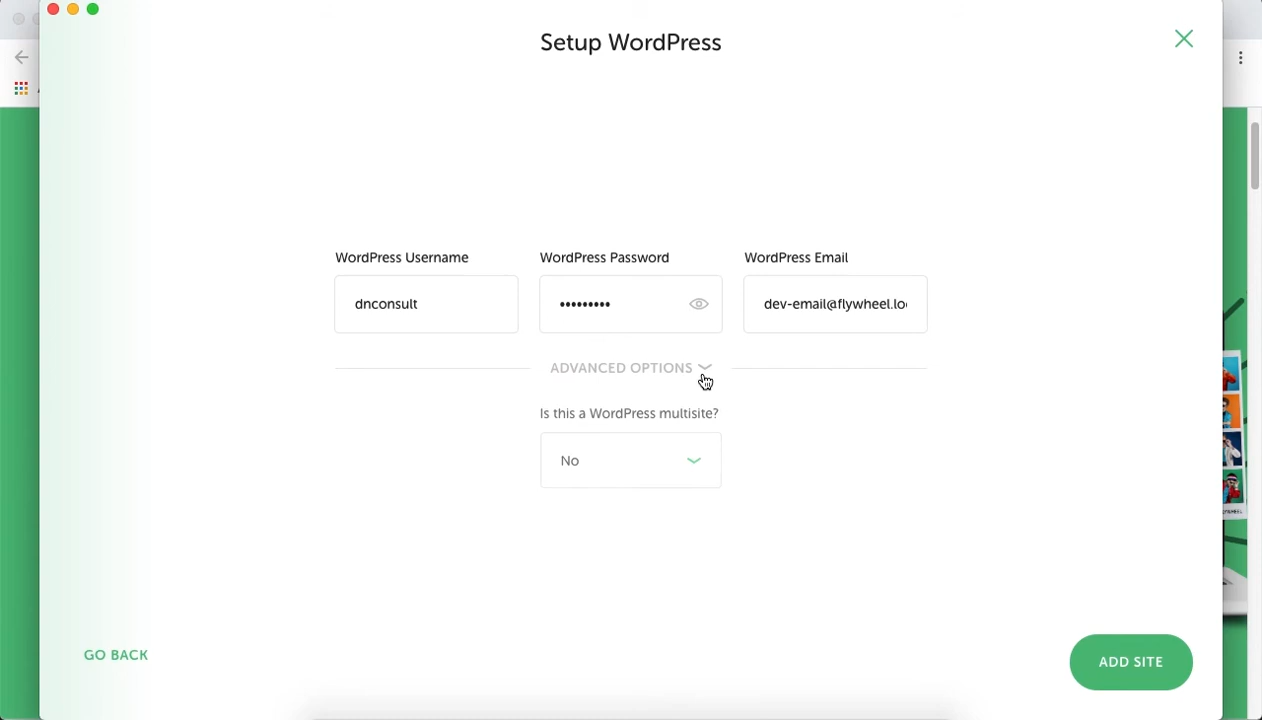 Setup WordPress
WordPress Username
WordPress Password
WordPress Email
dnconsult
•••••••••
dev-email@flywheel.lo
ADVANCED OPTIONS
Is this a WordPress multisite?
No
GO BACK
ADD SITE